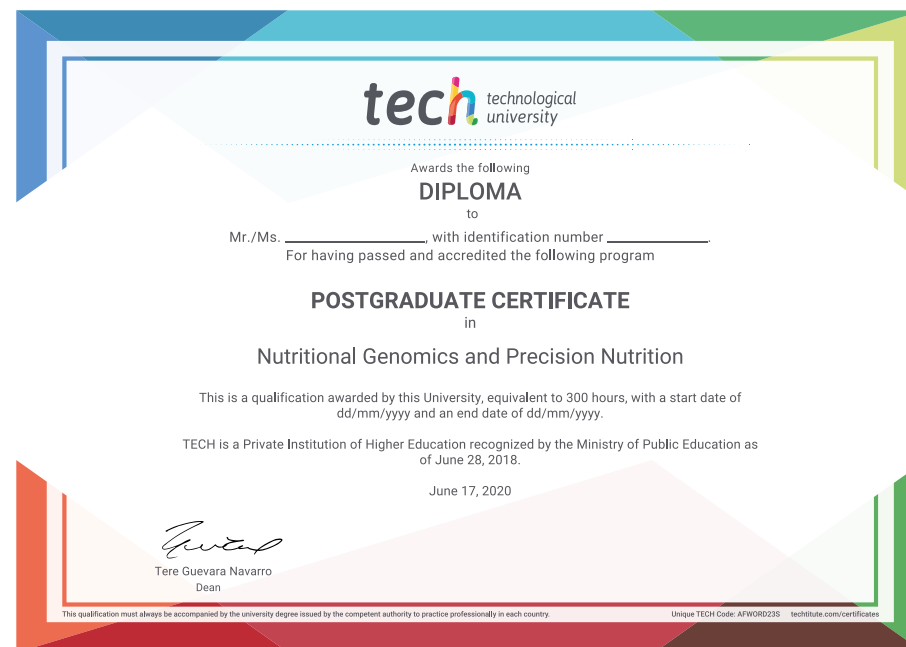 tech technological
university
Awards the following
DIPLOMA
to
Mr./Ms. ____________________, with identification number ______________.
For having passed and accredited the following program
POSTGRADUATE CERTIFICATE
in
Nutritional Genomics and Precision Nutrition
This is a qualification awarded by this University, equivalent to 300 hours, with a start date of
dd/mm/yyyy and an end date of dd/mm/yyyy.
TECH is a Private Institution of Higher Education recognized by the Ministry of Public Education as
of June 28, 2018.
June 17, 2020
Tere Guevara Navarro
Dean
This qualification must always be accompanied by the university degree issued by the competent authority to practice professionally in each country. Unique TECH Code: AFWORD23S techtitute.com/certificates